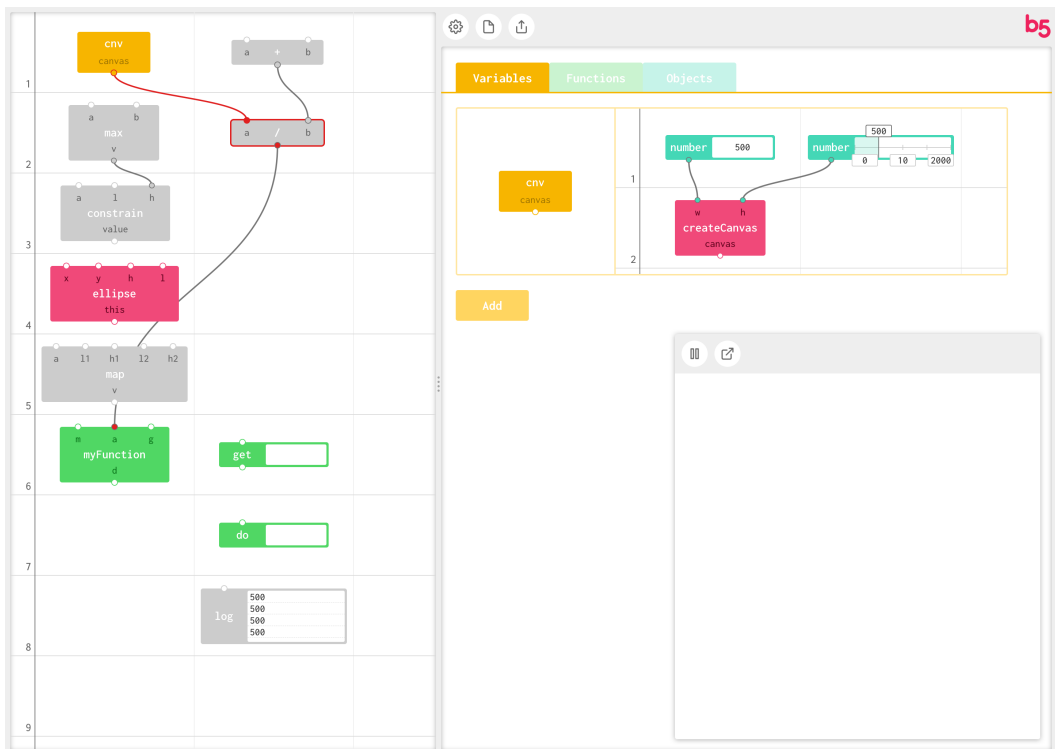 b5
cnv
canvas
a + b
1
a b
max
v
a / b
2
a l h
constrain
value
3
x y h l
ellipse
this
4
a l1 h1 l2 h2
map
v
5
m a g
myFunction
d
get
6
do
7
log
500
500
500
500
8
9
Variables Functions Objects
cnv
canvas
number 500
number
500
0 10 2000
1
w h
createCanvas
canvas
2
Add